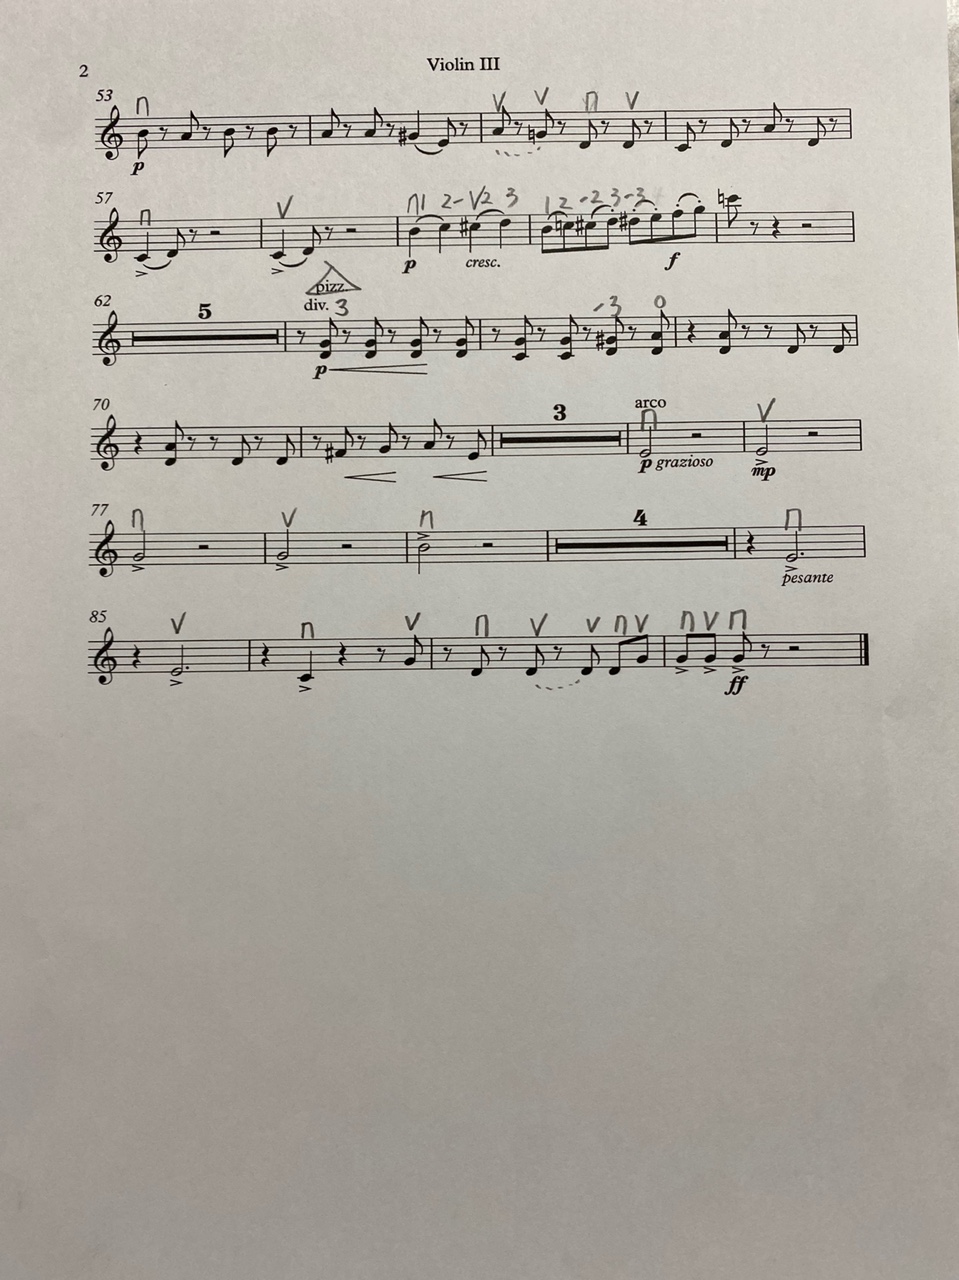 Violin III
2
53
п V V п V
p
57
п V п1 2- V2 3 1 2 -2 3 -3
p cresc. f
pizz.
62 5 div. 3 -3 0
p
70 3 arco
п V
p grazioso mp
77 п V п 4 п
pesante
85 V п V п V V п V п V п
ff